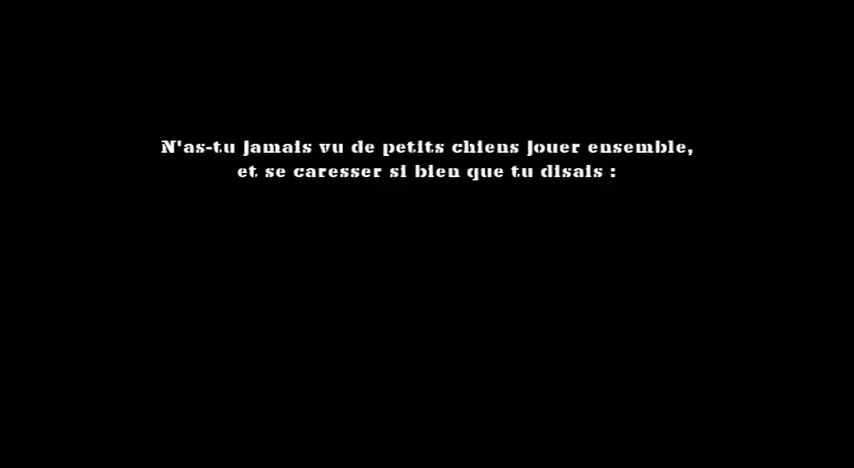 N'as-tu jamais vu de petits chiens jouer ensemble,
et se caresser si bien que tu disais :